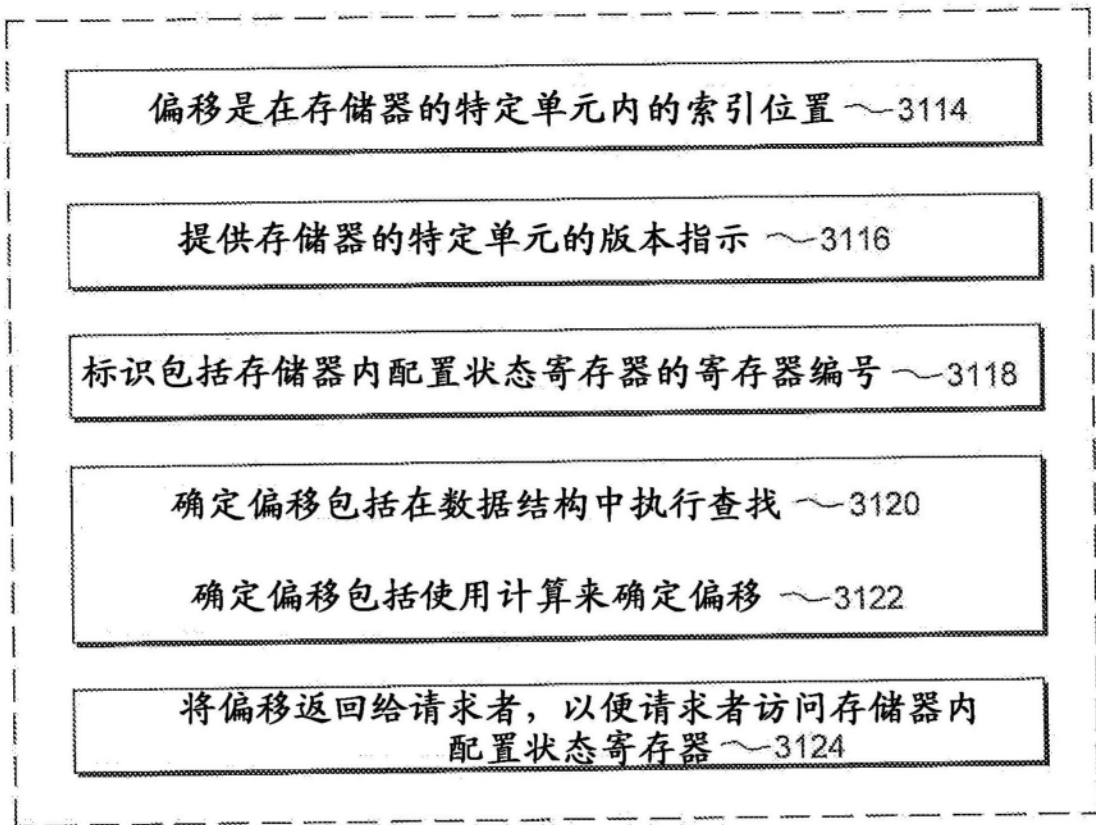 偏移是在存储器的特定单元内的索引位置 3114
提供存储器的特定单元的版本指示 3116
标识包括存储器内配置状态寄存器的寄存器编号 3118
确定偏移包括在数据结构中执行查找 3120
确定偏移包括使用计算来确定偏移 3122
将偏移返回给请求者，以便请求者访问存储器内
配置状态寄存器 3124